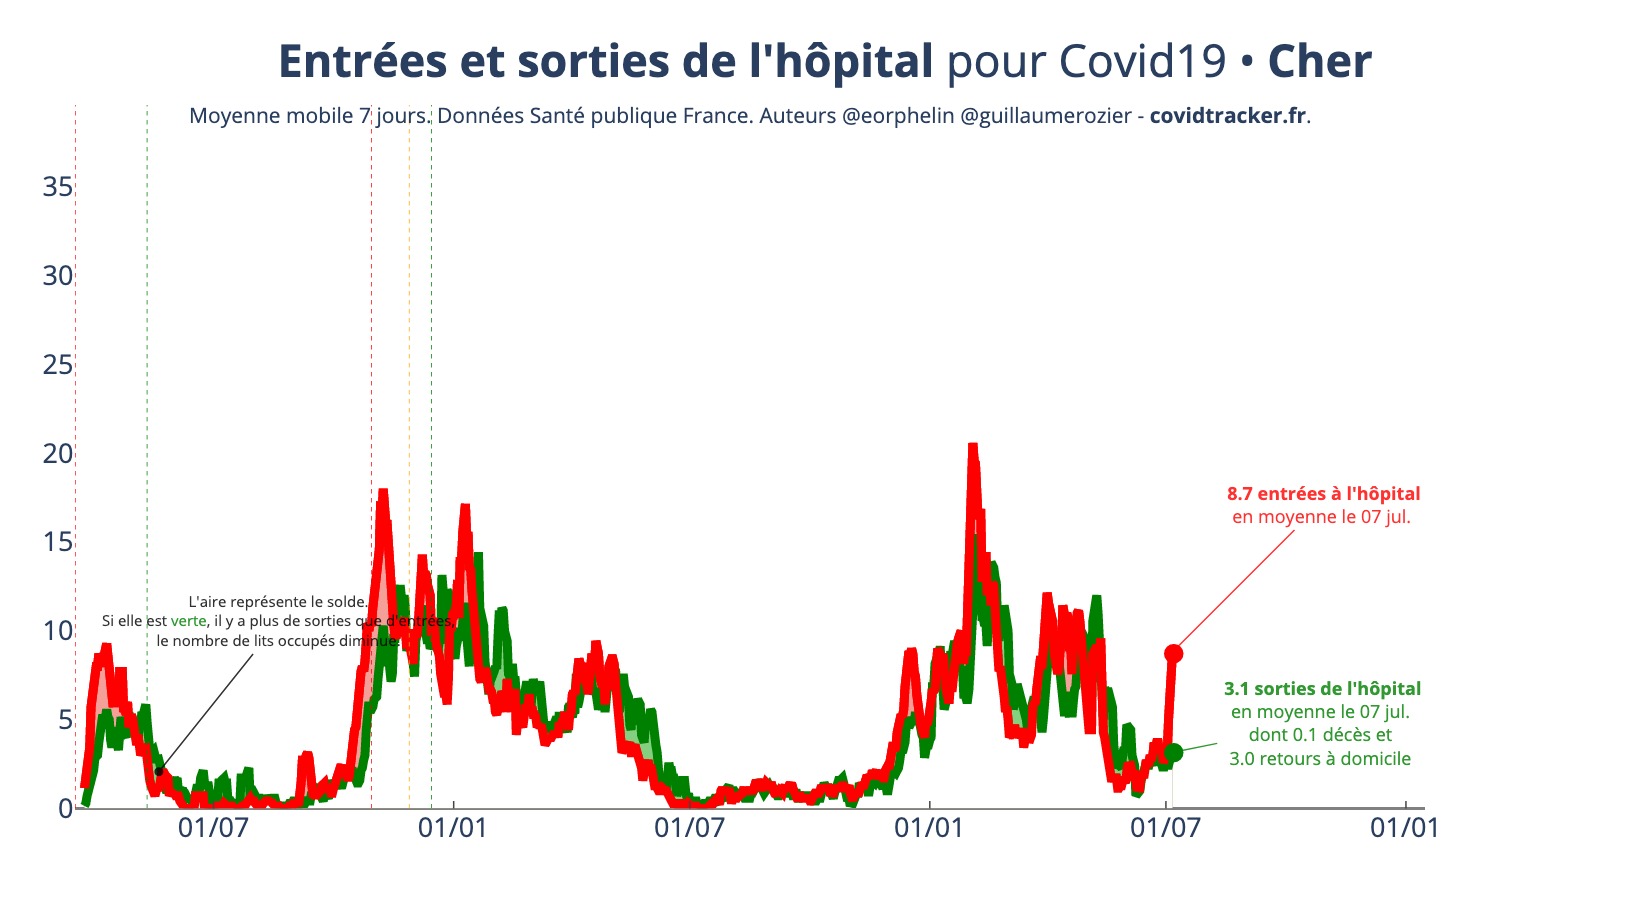 Entrées et sorties de l'hôpital pour Covid19 • Cher
Moyenne mobile 7 jours. Données Santé publique France. Auteurs @eorphelin @guillaumerozier - covidtracker.fr.
35
30
25
20
15
10
5
0
L'aire représente le solde.
Si elle est verte, il y a plus de sorties que d'entrées,
le nombre de lits occupés diminue.
8.7 entrées à l'hôpital
en moyenne le 07 jul.
3.1 sorties de l'hôpital
en moyenne le 07 jul.
dont 0.1 décès et
3.0 retours à domicile
01/07 01/01 01/07 01/01 01/07 01/01